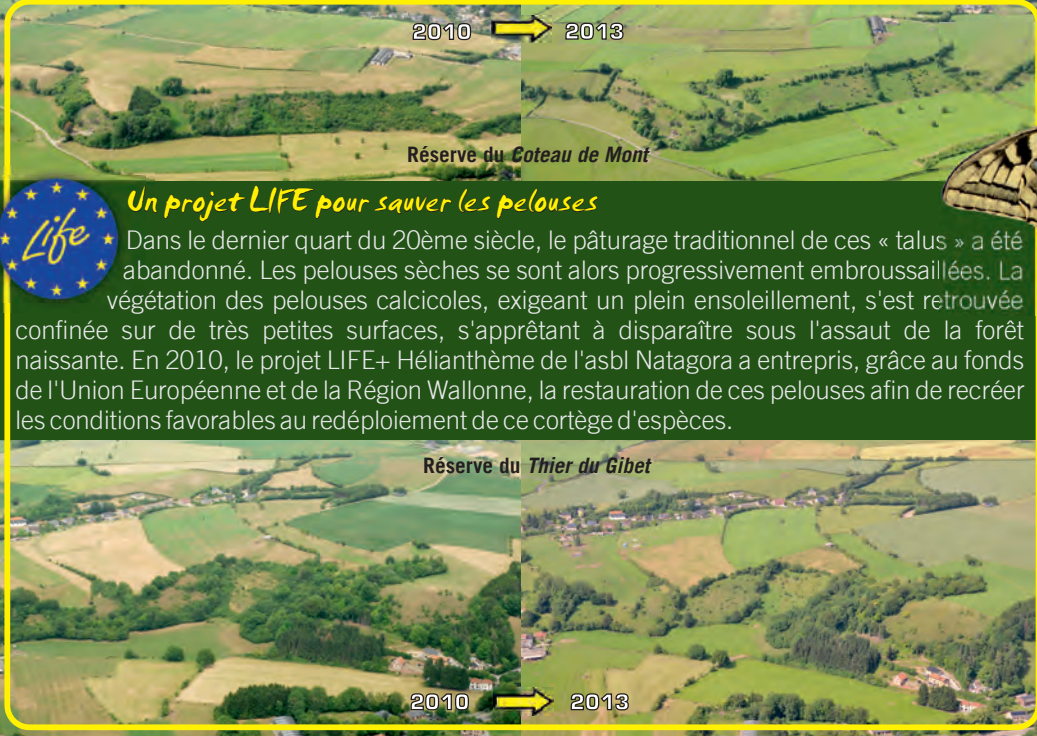 2010 2013
Réserve du Coteau de Mont
Life
Un projet LIFE pour sauver les pelouses
Dans le dernier quart du 20ème siècle, le pâturage traditionnel de ces « talus » a été
abandonné. Les pelouses sèches se sont alors progressivement embroussaillées. La
végétation des pelouses calcicoles, exigeant un plein ensoleillement, s'est retrouvée
confinée sur de très petites surfaces, s'apprêtant à disparaître sous l'assaut de la forêt
naissante. En 2010, le projet LIFE+ Hélianthème de l'asbl Natagora a entrepris, grâce au fonds
de l'Union Européenne et de la Région Wallonne, la restauration de ces pelouses afin de recréer
les conditions favorables au redéploiement de ce cortège d'espèces.
Réserve du Thier du Gibet
2010 2013